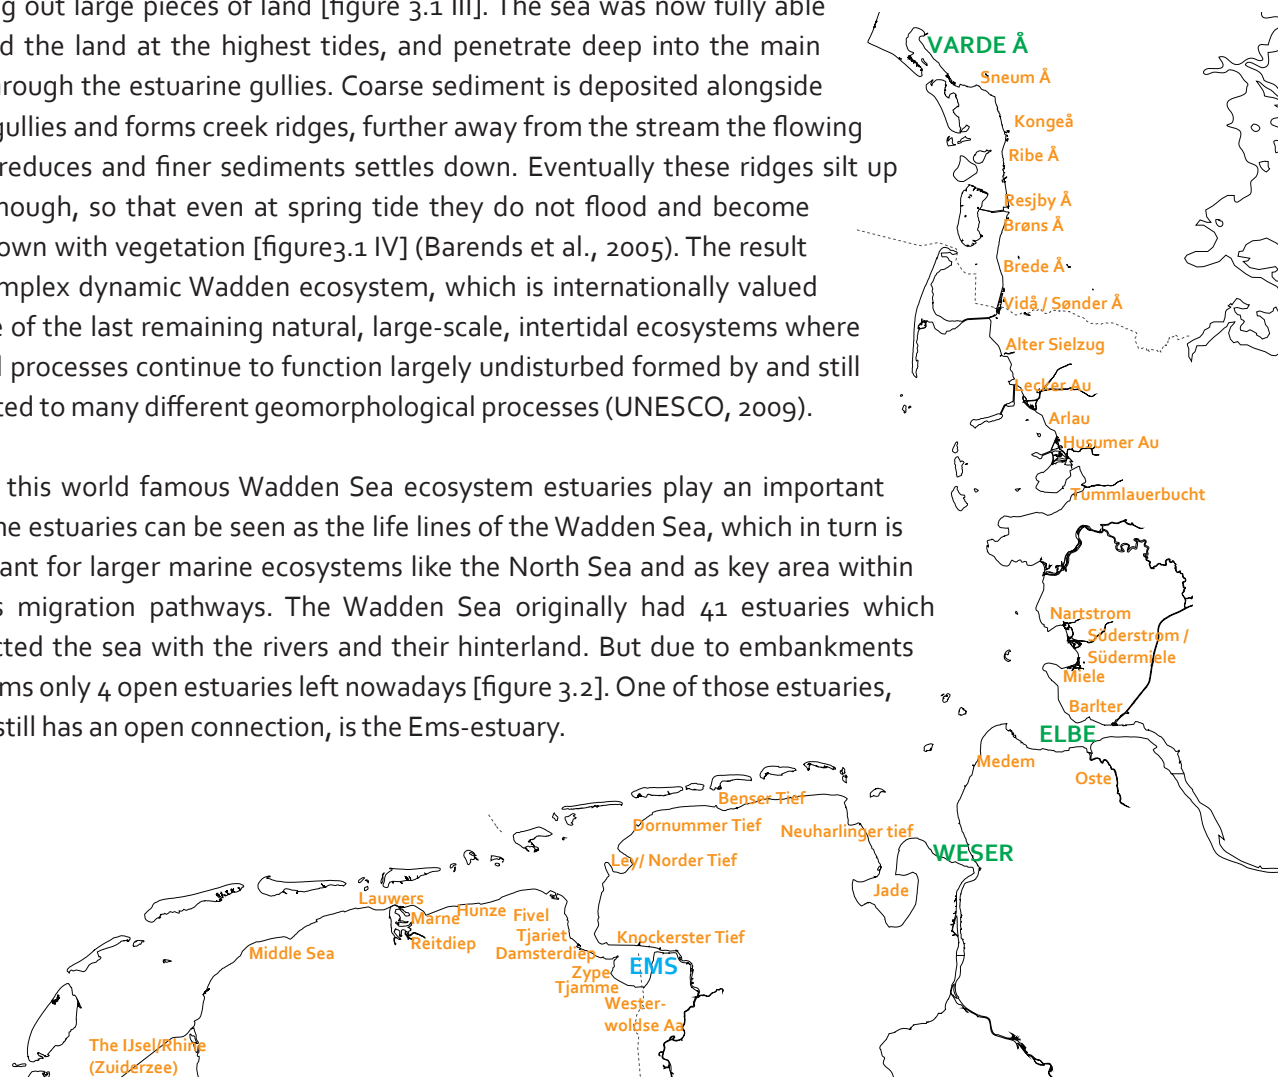 g out large pieces of land [figure 3.1 III]. The sea was now fully able
d the land at the highest tides, and penetrate deep into the main
rough the estuarine gullies. Coarse sediment is deposited alongside
gullies and forms creek ridges, further away from the stream the flowing
reduces and finer sediments settles down. Eventually these ridges silt up
nough, so that even at spring tide they do not flood and become
own with vegetation [figure3.1 IV] (Barends et al., 2005). The result
mplex dynamic Wadden ecosystem, which is internationally valued
e of the last remaining natural, large-scale, intertidal ecosystems where
l processes continue to function largely undisturbed formed by and still
ted to many different geomorphological processes (UNESCO, 2009).
this world famous Wadden Sea ecosystem estuaries play an important
ne estuaries can be seen as the life lines of the Wadden Sea, which in turn is
ant for larger marine ecosystems like the North Sea and as key area within
s migration pathways. The Wadden Sea originally had 41 estuaries which
cted the sea with the rivers and their hinterland. But due to embankments
ms only 4 open estuaries left nowadays [figure 3.2]. One of those estuaries,
still has an open connection, is the Ems-estuary.
VARDE Å
Sneum Å
Kongeå
Ribe Å
Resjby Å
Brøns Å
Brede Å
Vidå / Sønder Å
Alter Sielzug
Lecker Au
Arlau
Husumer Au
Tummlauerbucht
Nartstrom
Süderstrom /
Südermiele
Miele
Barlter
ELBE
Medem
Oste
Benser Tief
Dornummer Tief
Neuharlinger tief
WESER
Ley/ Norder Tief
Jade
Lauwers
Marne
Hunze
Fivel
Reitdiep
Tjariet
Knockerster Tief
Middle Sea
Damsterdiep
EMS
Zype
Tjamme
Wester-
woldse Aa
The IJsel/Rhine
(Zuiderzee)